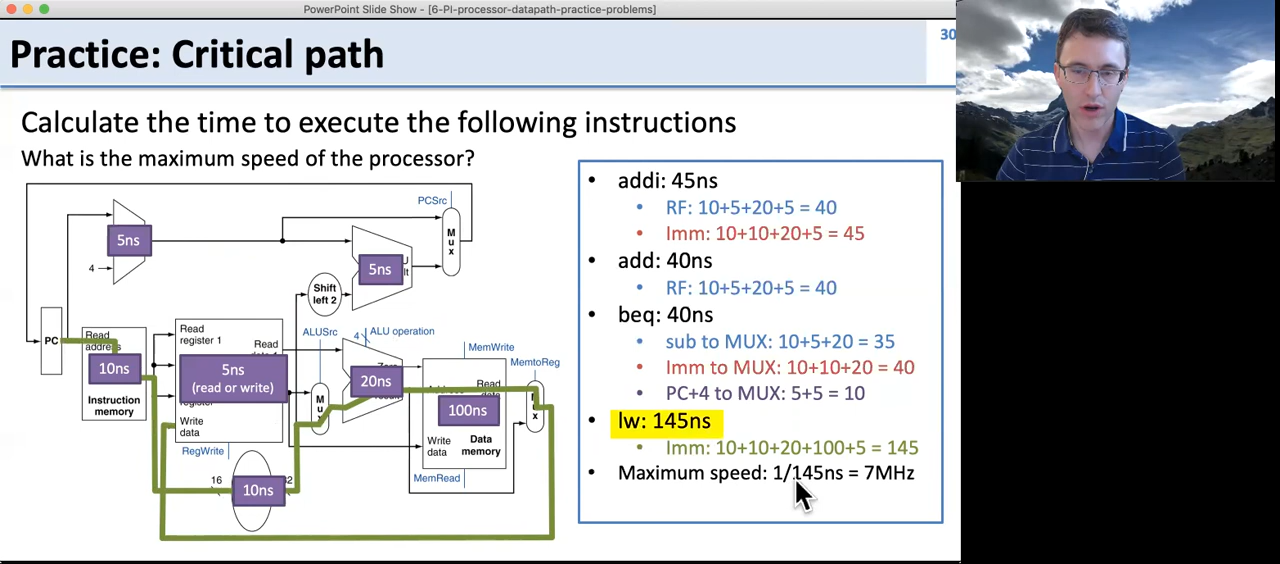 PowerPoint Slide Show - [6-PI-processor-datapath-practice-problems]
Practice: Critical path
30
Calculate the time to execute the following instructions
What is the maximum speed of the processor?
PCSrc
Mux
5ns
4
5ns
Shift
left 2
PC
Read
address
10ns
Instruction
memory
Read
register 1
5ns
(read or write)
Write
data
RegWrite
16
10ns
32
ALUSrc
Mux
4
ALU operation
20ns
MemWrite
MemtoReg
Read
100ns
Write
data
Data
memory
MemRead
• addi: 45ns
• RF: 10+5+20+5 = 40
• Imm: 10+10+20+5 = 45
• add: 40ns
• RF: 10+5+20+5 = 40
• beq: 40ns
• sub to MUX: 10+5+20 = 35
• Imm to MUX: 10+10+20 = 40
• PC+4 to MUX: 5+5 = 10
• lw: 145ns
• Imm: 10+10+20+100+5 = 145
• Maximum speed: 1/145ns = 7MHz